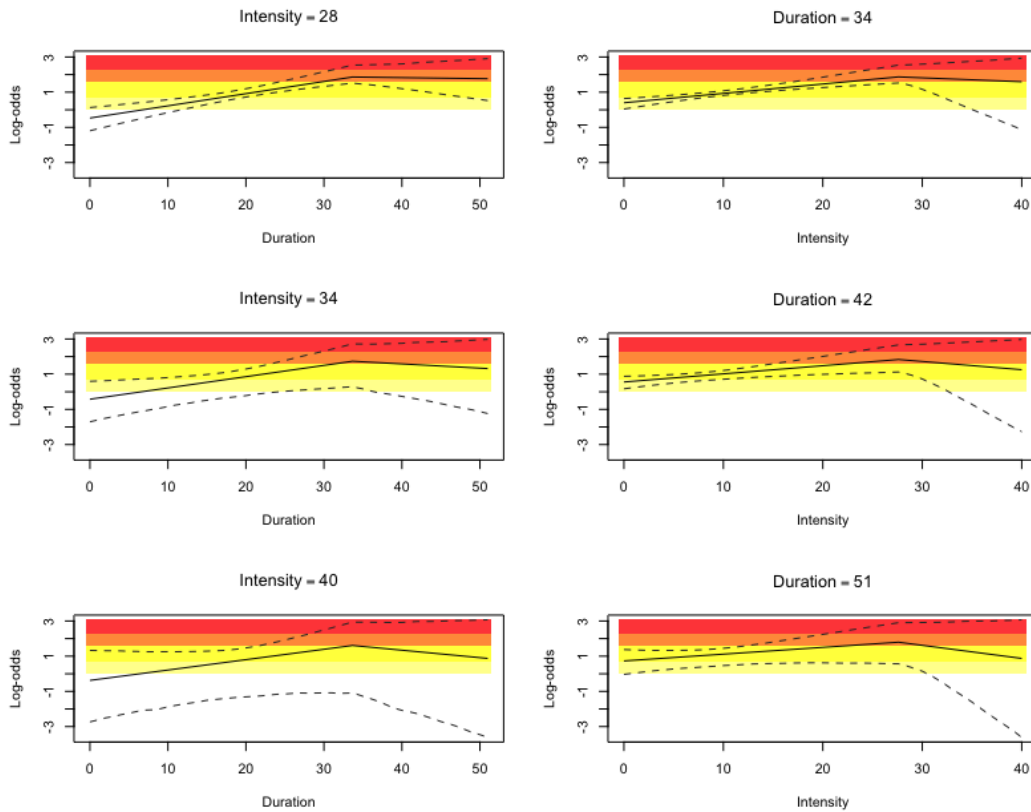 Intensity = 28
Log-odds
3
1
-1
-3
0 10 20 30 40 50
Duration
Duration = 34
Log-odds
3
1
-1
-3
0 10 20 30 40
Intensity
Intensity = 34
Log-odds
3
1
-1
-3
0 10 20 30 40 50
Duration
Duration = 42
Log-odds
3
1
-1
-3
0 10 20 30 40
Intensity
Intensity = 40
Log-odds
3
1
-1
-3
0 10 20 30 40 50
Duration
Duration = 51
Log-odds
3
1
-1
-3
0 10 20 30 40
Intensity